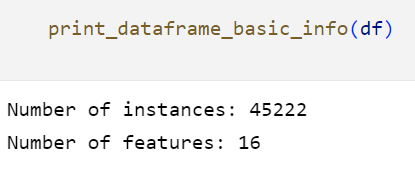 print_dataframe_basic_info(df)
Number of instances: 45222
Number of features: 16